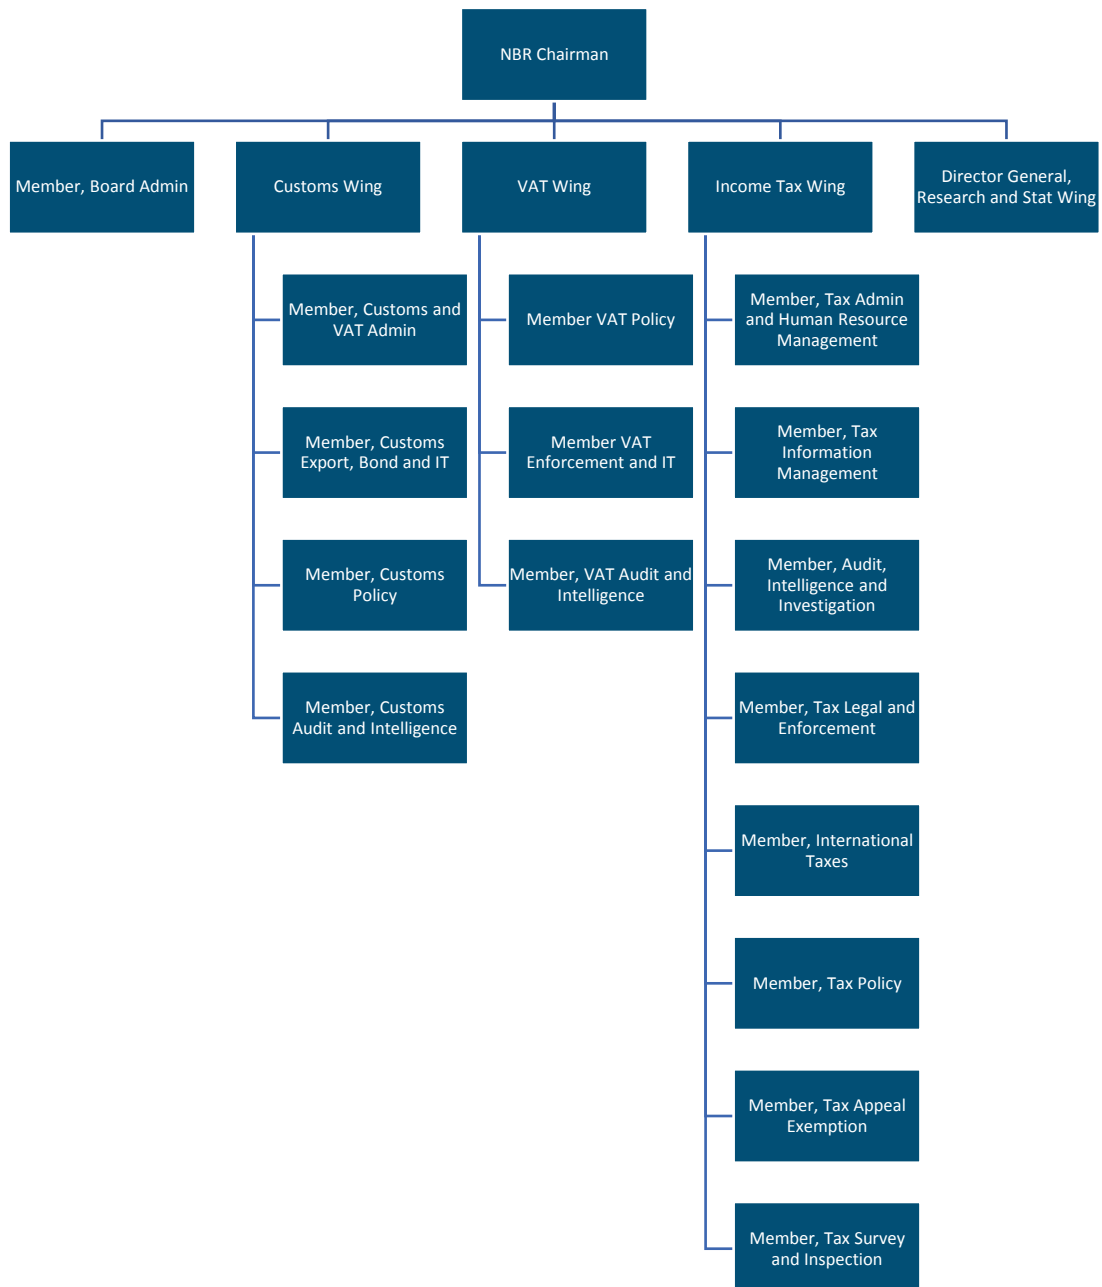 NBR Chairman
Member, Board Admin
Customs Wing
VAT Wing
Income Tax Wing
Director General,
Research and Stat Wing
Member, Customs and
VAT Admin
Member, Customs
Export, Bond and IT
Member, Customs
Policy
Member, Customs
Audit and Intelligence
Member VAT Policy
Member VAT
Enforcement and IT
Member, VAT Audit and
Intelligence
Member, Tax Admin
and Human Resource
Management
Member, Tax
Information
Management
Member, Audit,
Intelligence and
Investigation
Member, Tax Legal and
Enforcement
Member, International
Taxes
Member, Tax Policy
Member, Tax Appeal
Exemption
Member, Tax Survey
and Inspection